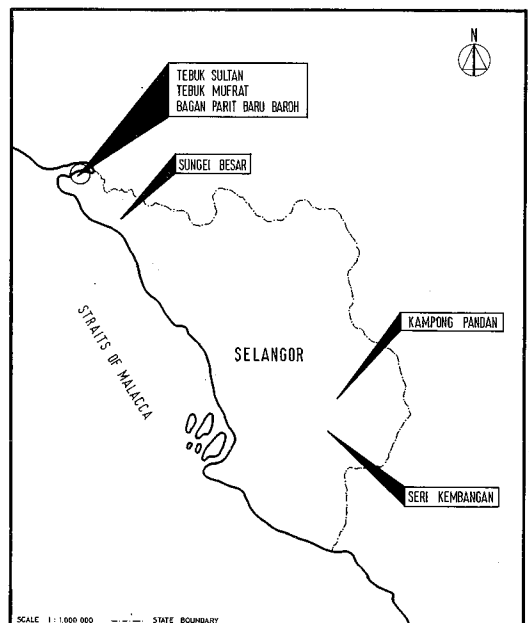 N
TEBUK SULTAN
TEBUK MUFRAT
BAGAN PARIT BARU BAROH
SUNGEI BESAR
KAMPONG PANDAN
STRAITS OF MALACCA
SELANGOR
SERI KEMBANGAN
SCALE 1:1,000 000 STATE BOUNDARY